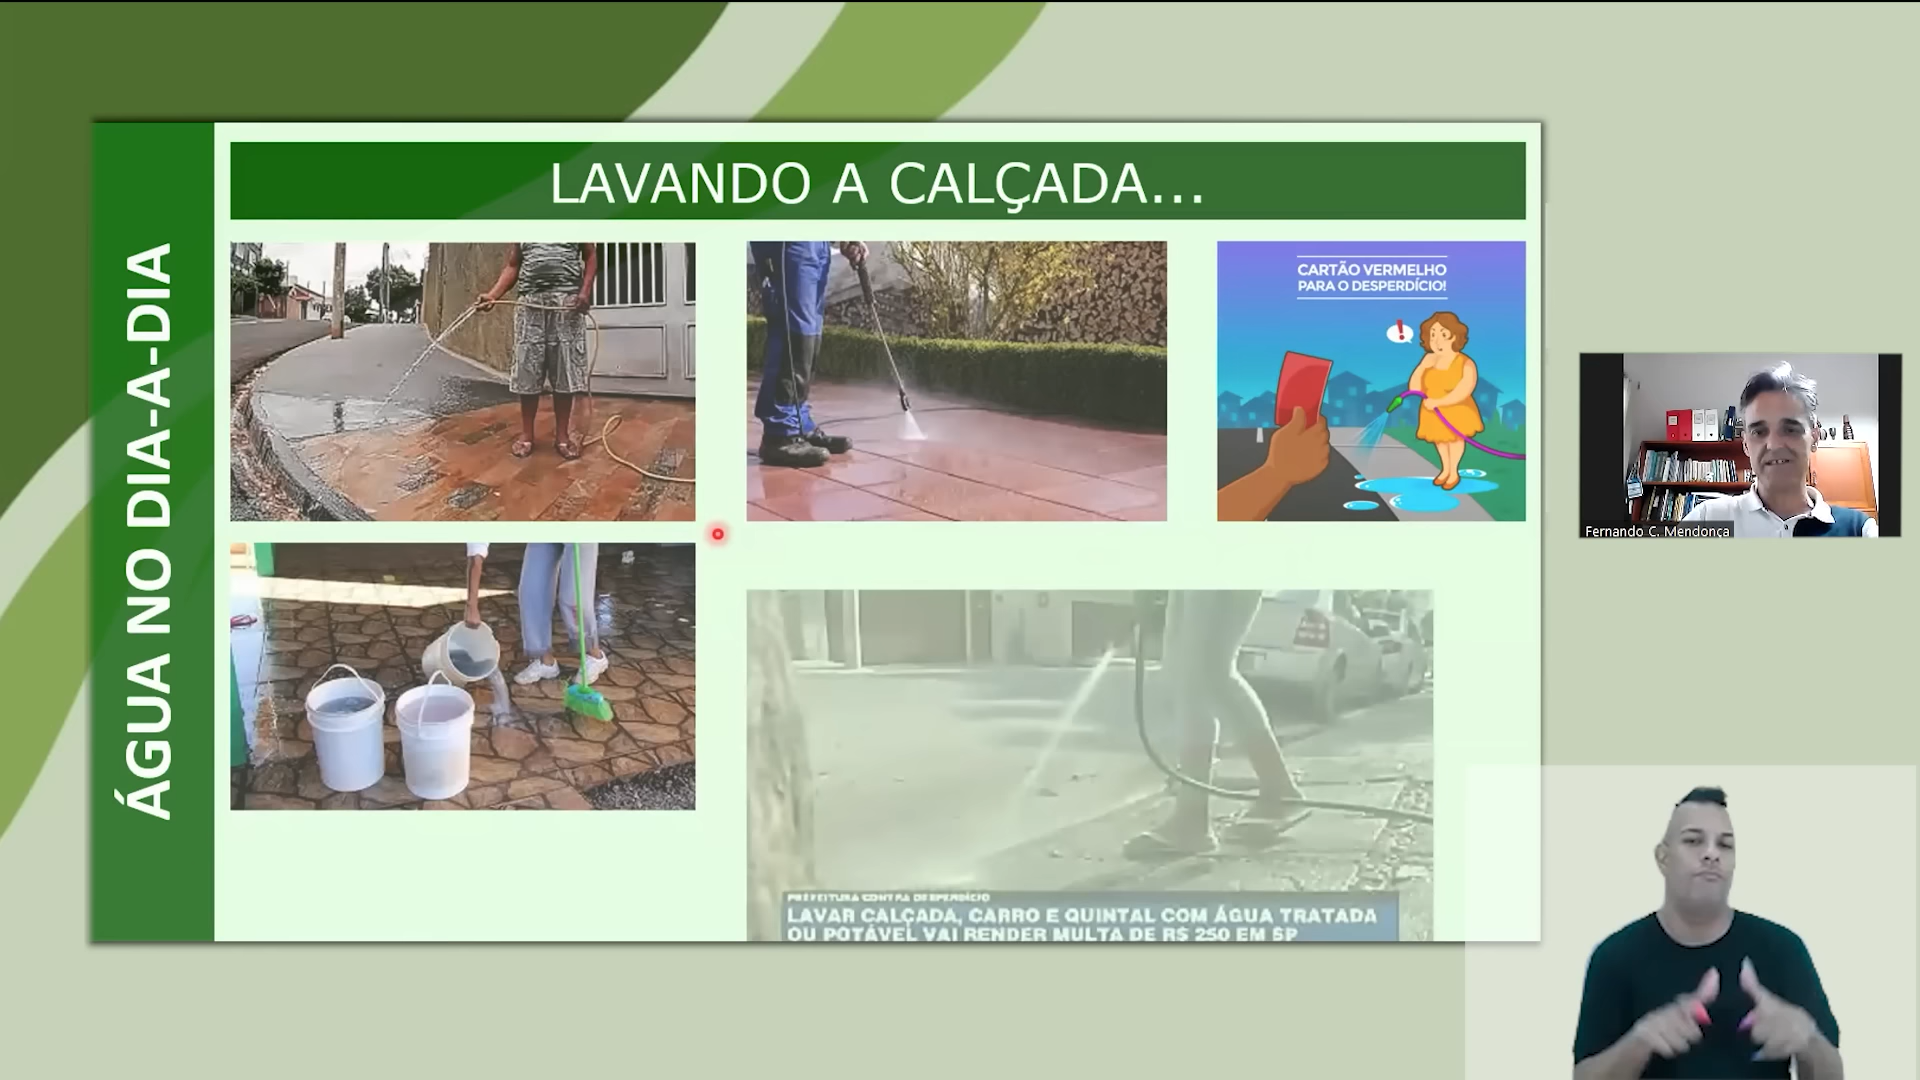 LAVANDO A CALÇADA...
ÁGUA NO DIA-A-DIA
CARTÃO VERMELHO
PARA O DESPERDÍCIO!
!
Fernando C. Mendonça
PREFEITURA CONTRA DESPERDÍCIO
LAVAR CALÇADA, CARRO E QUINTAL COM ÁGUA TRATADA
OU POTÁVEL VAI RENDER MULTA DE R$ 250 EM SP